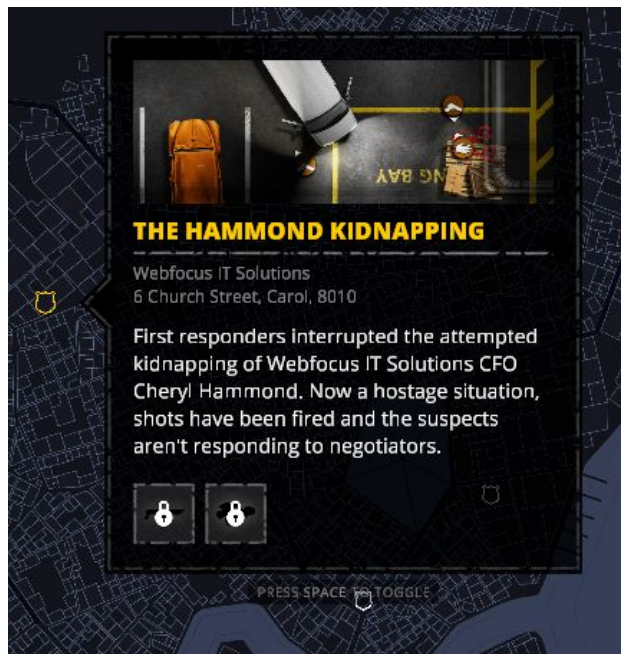 NG BAY
THE HAMMOND KIDNAPPING
Webfocus IT Solutions
6 Church Street, Carol, 8010
First responders interrupted the attempted
kidnapping of Webfocus IT Solutions CFO
Cheryl Hammond. Now a hostage situation,
shots have been fired and the suspects
aren't responding to negotiators.
PRESS SPACE TO TOGGLE